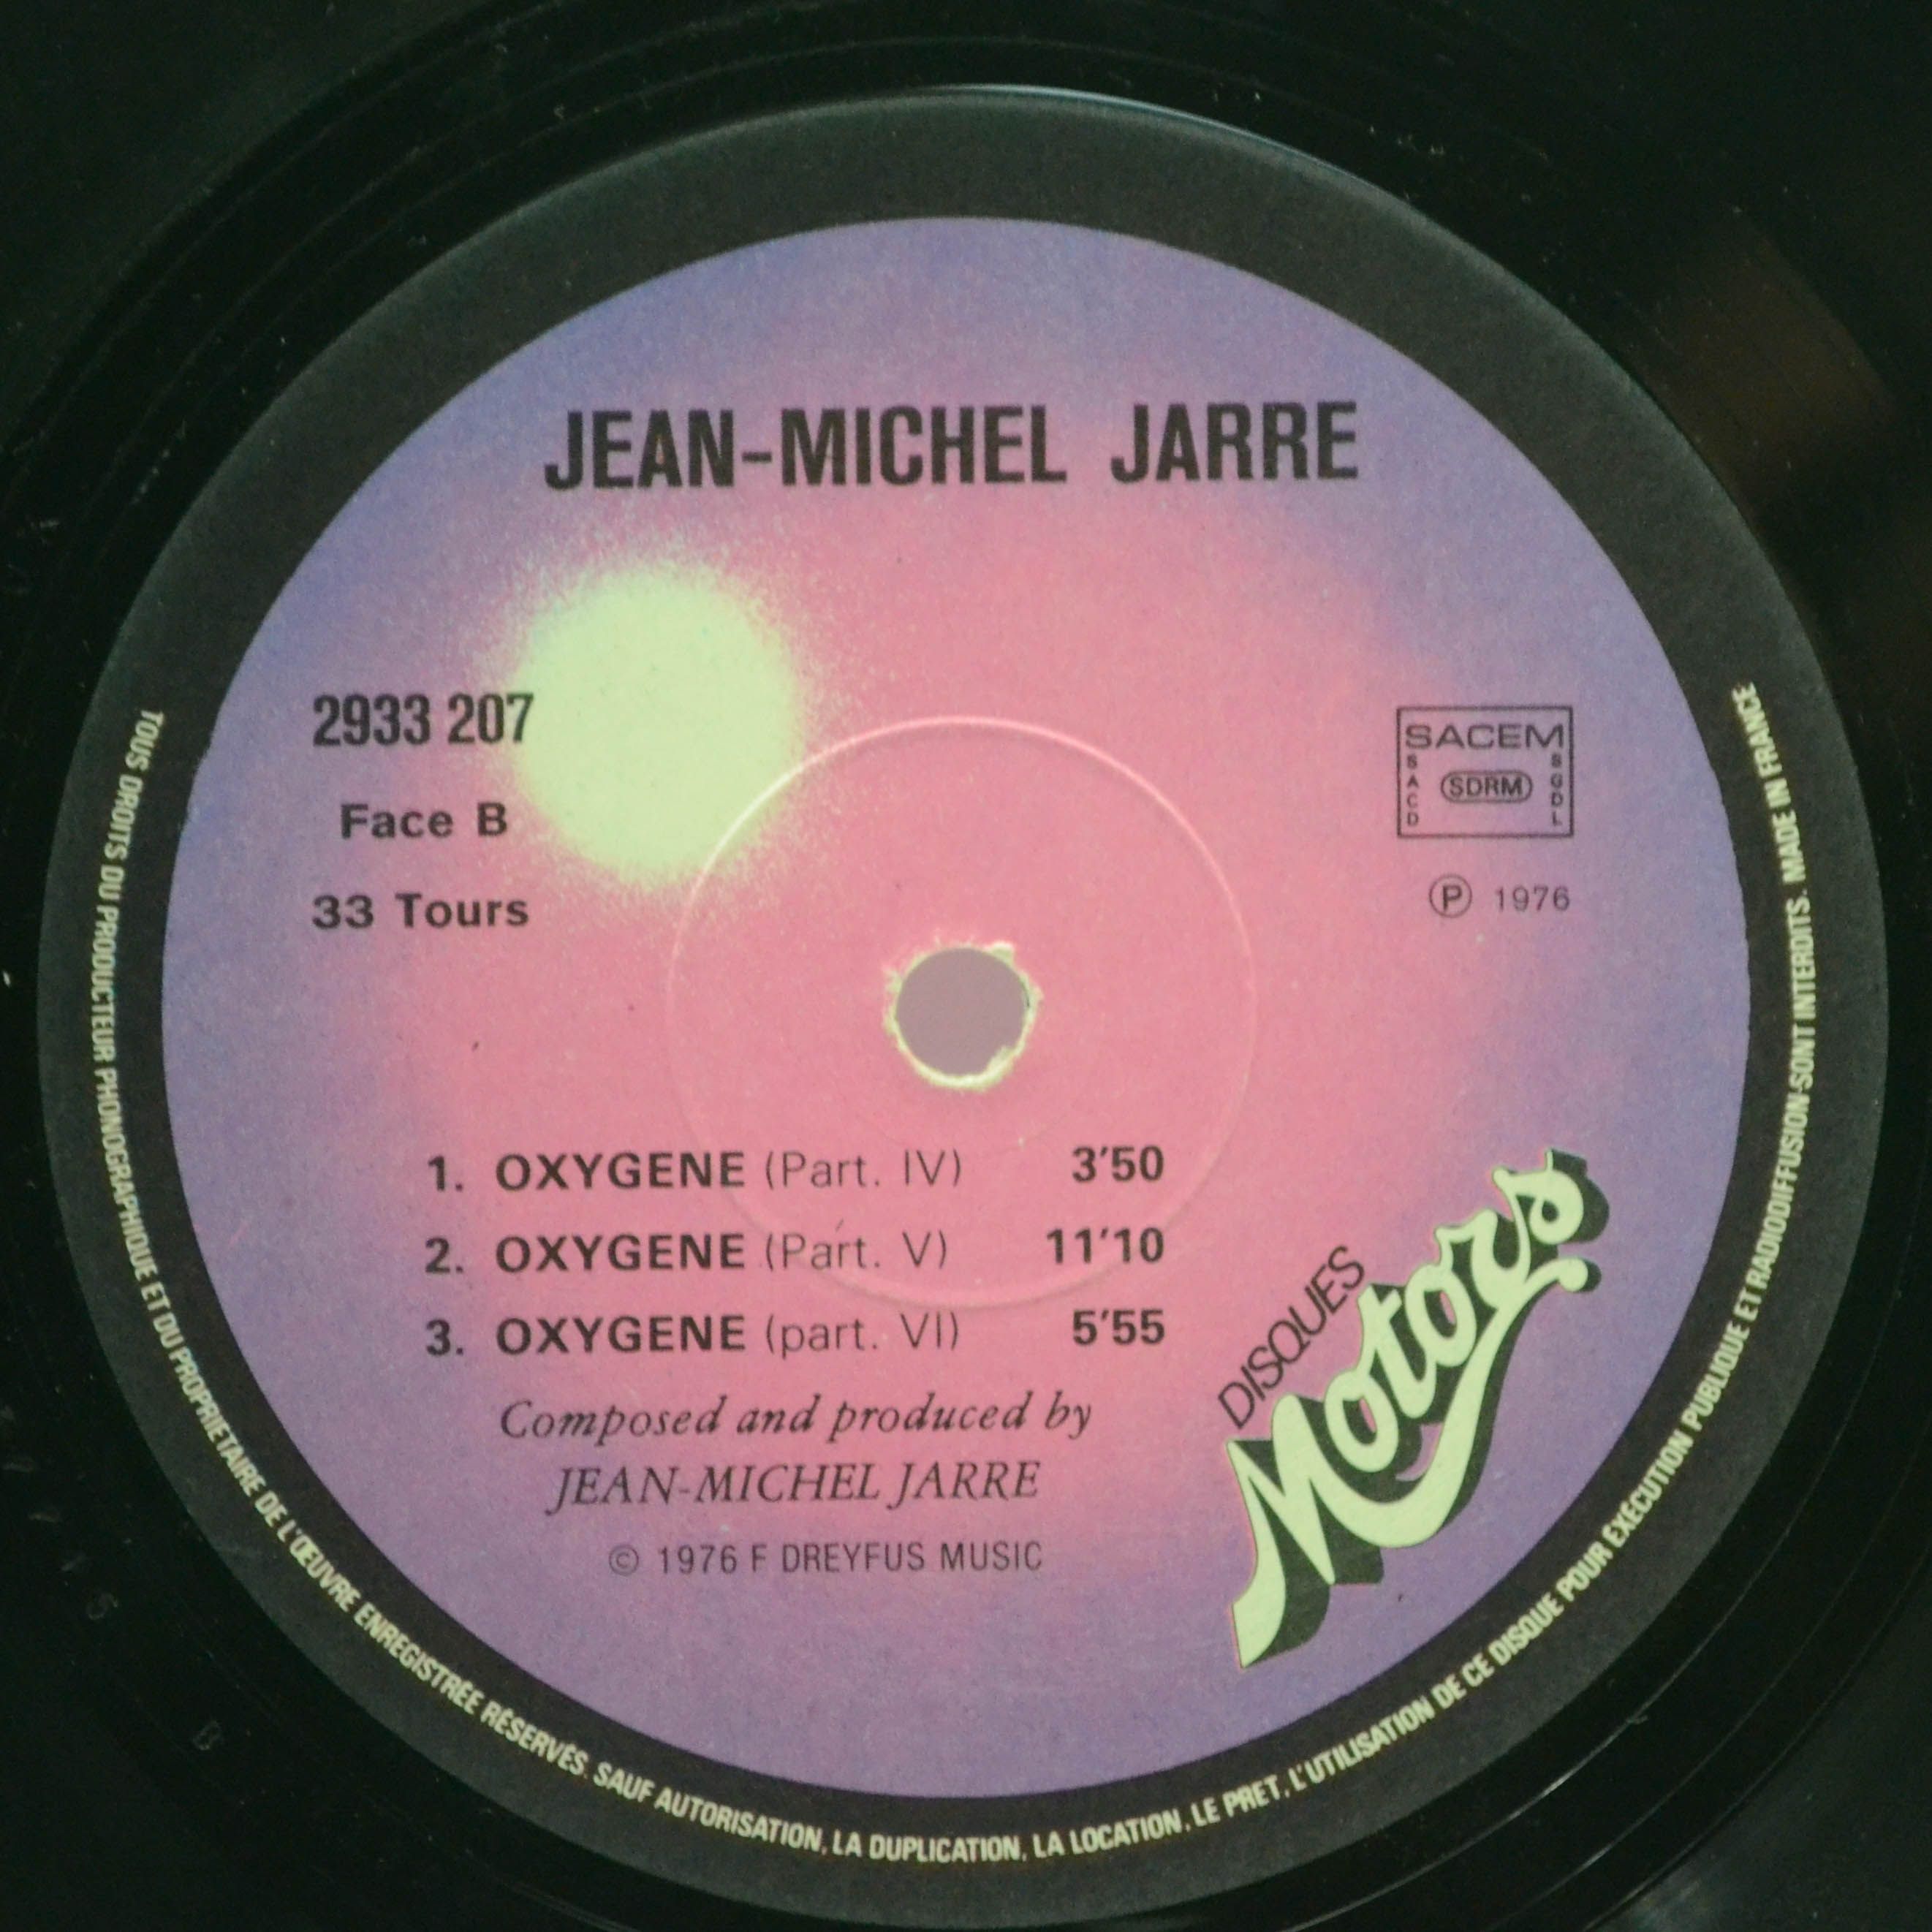 JEAN-MICHEL JARRE
2933 207
Face B
33 Tours
SACEM
SACD
SDRM
SGDL
Ⓟ 1976
1. OXYGENE (Part. IV) 3'50
2. OXYGENE (Part. V) 11'10
3. OXYGENE (part. VI) 5'55
Composed and produced by
JEAN-MICHEL JARRE
© 1976 F DREYFUS MUSIC
DISQUES
Motors
TOUS DROITS DU PRODUCTEUR PHONOGRAPHIQUE ET DU PROPRIETAIRE DE L'ŒUVRE ENREGISTRÉE RÉSERVÉS. SAUF AUTORISATION, LA DUPLICATION, LA LOCATION, LE PRET, L'UTILISATION DE CE DISQUE POUR EXÉCUTION PUBLIQUE ET RADIODIFFUSION SONT INTERDITS. MADE IN FRANCE